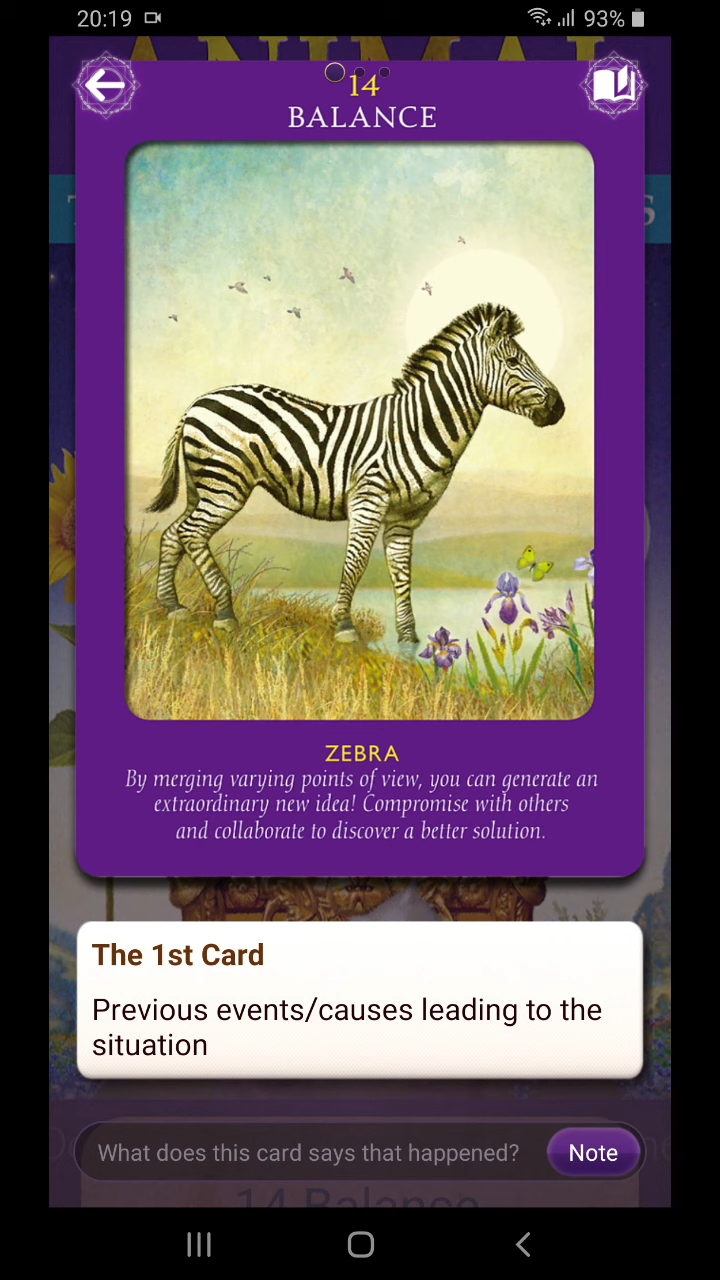 20:19 93%
ANIMAL
14
BALANCE
ZEBRA
By merging varying points of view, you can generate an
extraordinary new idea! Compromise with others
and collaborate to discover a better solution.
The 1st Card
Previous events/causes leading to the
situation
What does this card says that happened? Note
14 Balance